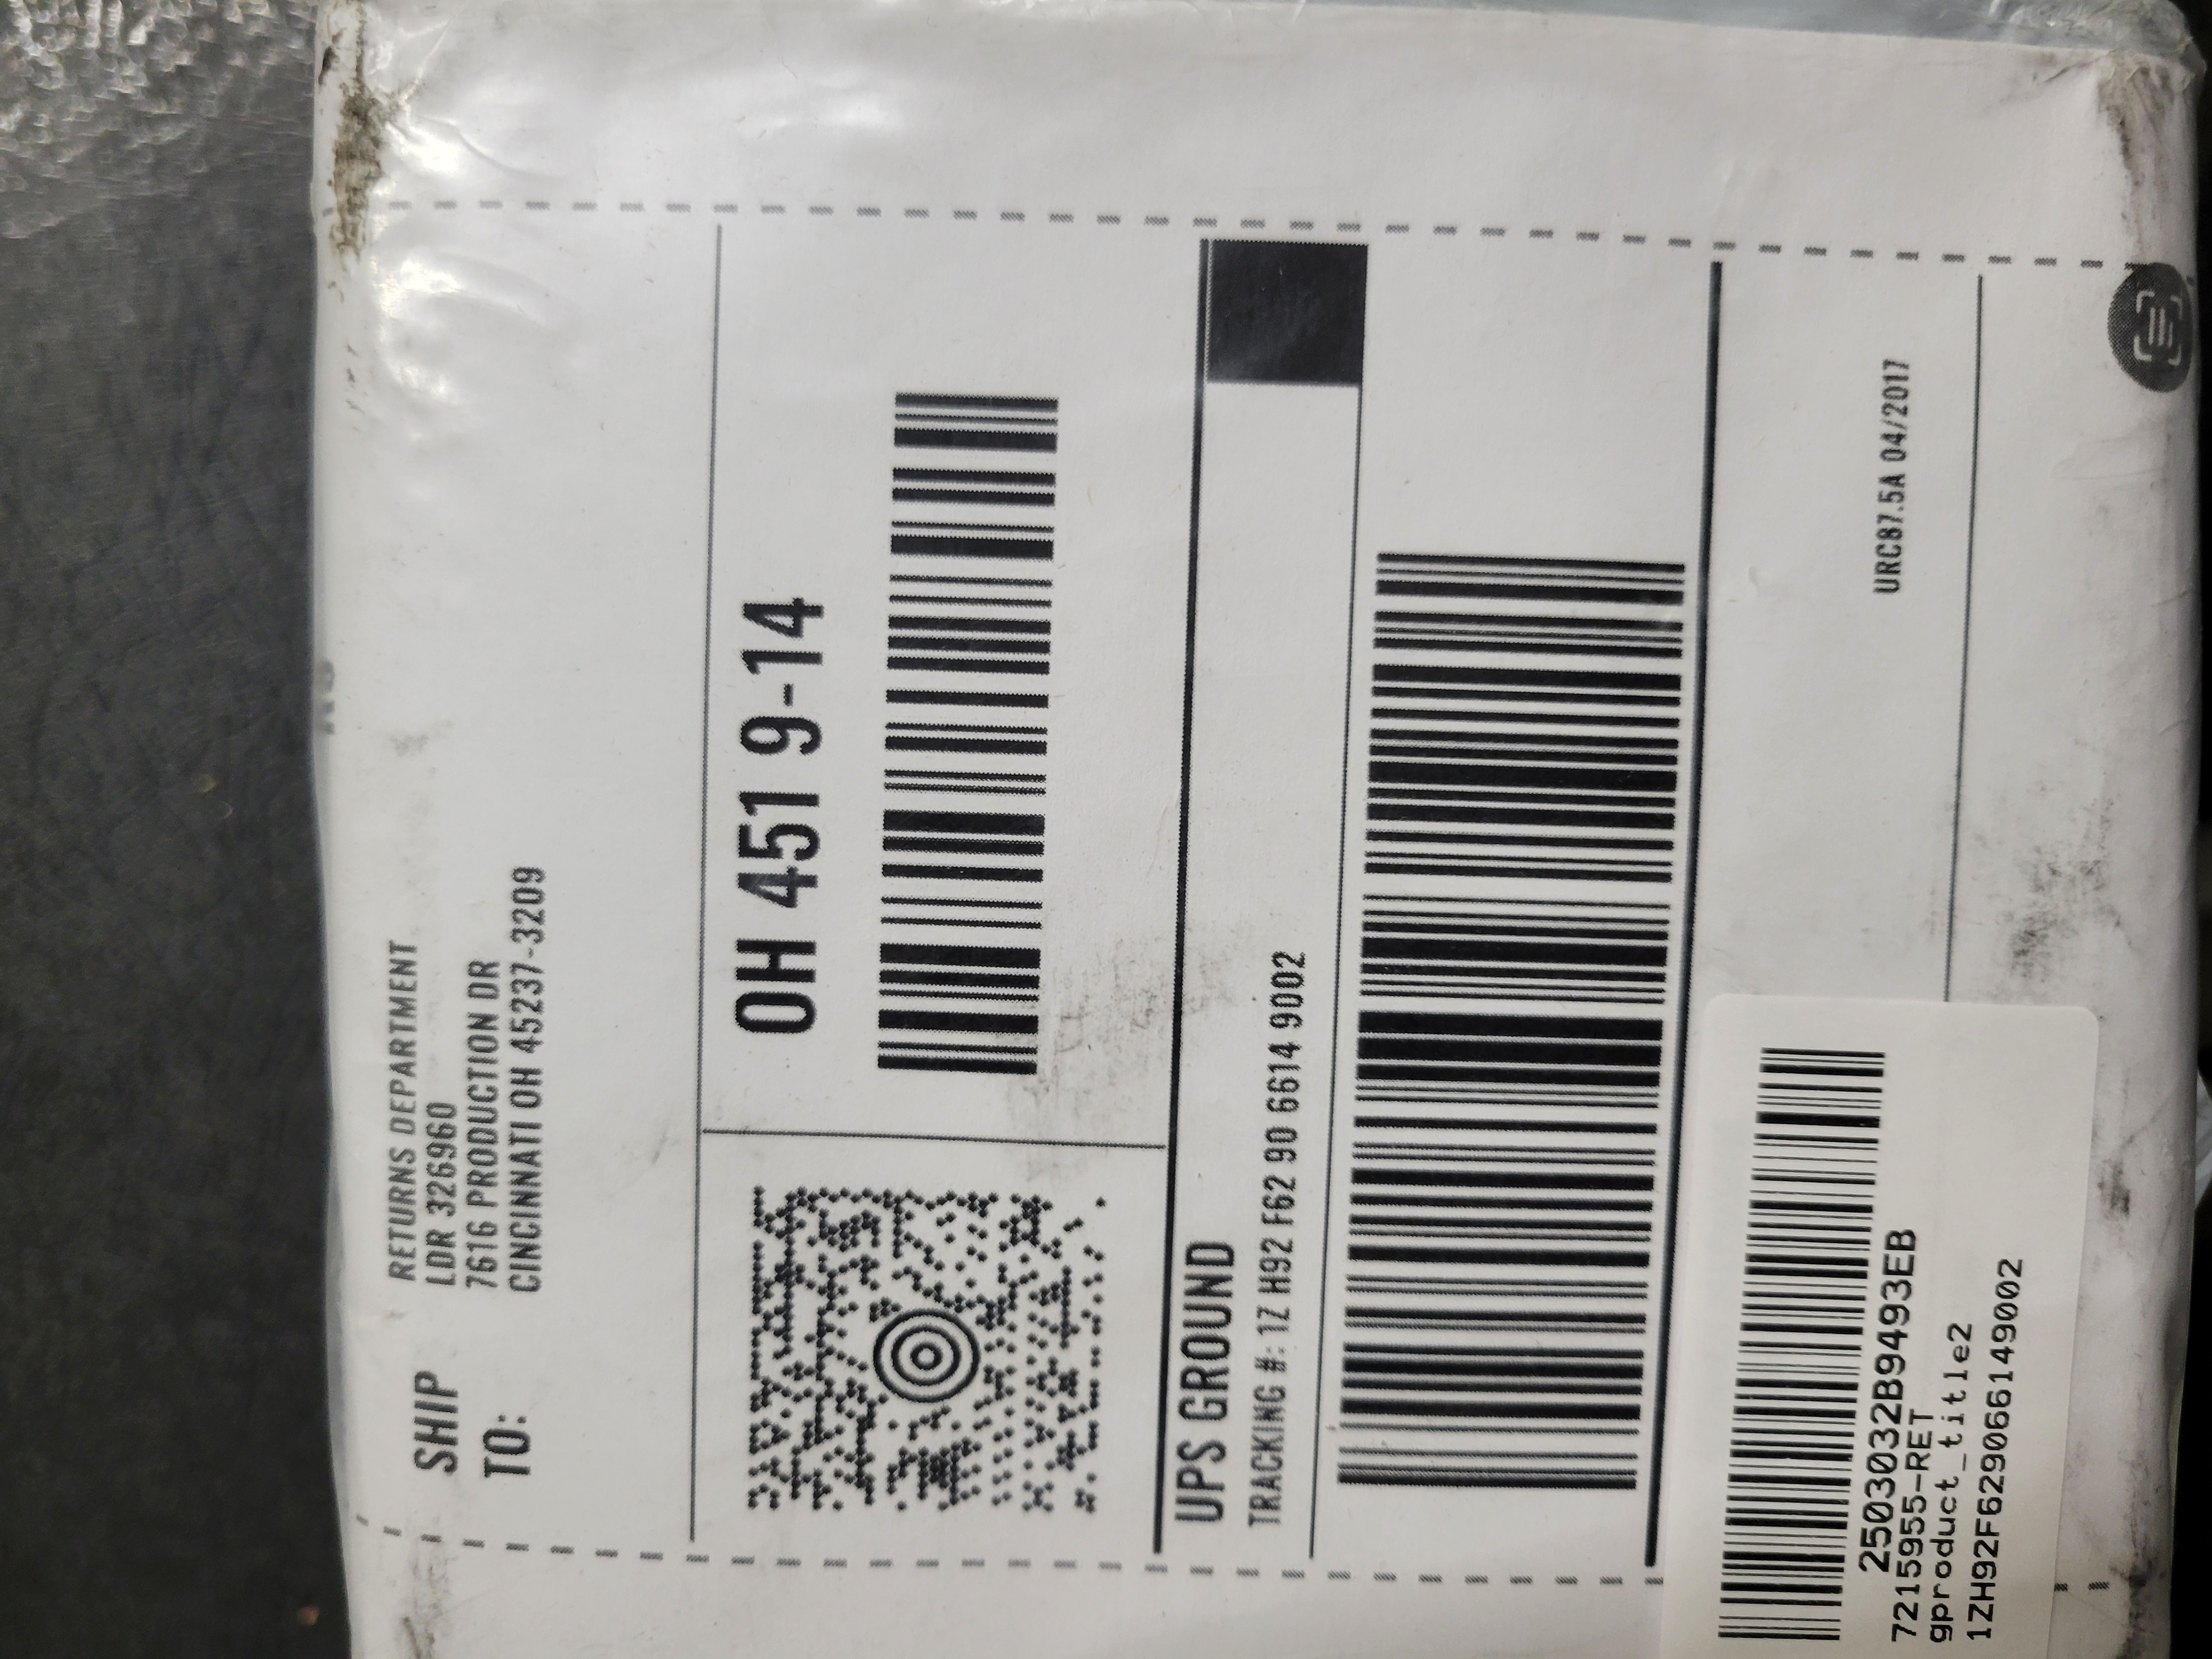 SHIP
TO:
RETURNS DEPARTMENT
LDR 326960
7616 PRODUCTION DR
CINCINNATI OH 45237-3209
OH 451 9-14
UPS GROUND
TRACKING #: 1Z H92 F62 90 6614 9002
URC87.5A 04/2017
2503032B9493EB
7215955-RET
gproduct_title2
1ZH92F629066149002